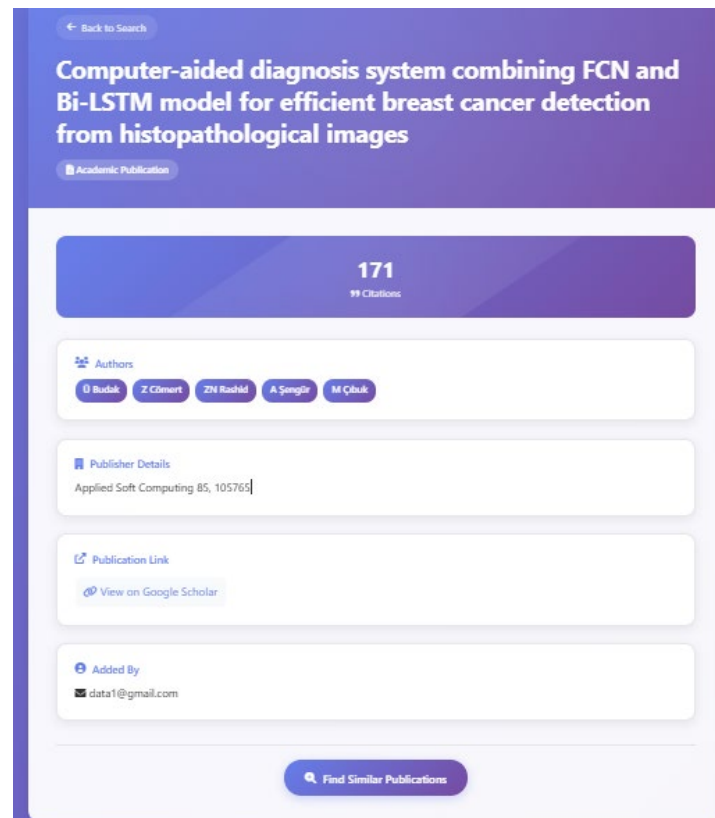 Back to Search
Computer-aided diagnosis system combining FCN and
Bi-LSTM model for efficient breast cancer detection
from histopathological images
Academic Publication
171
Citations
Authors
Ü Budak Z Cömert ZN Rashid A Şengür M Çıbuk
Publisher Details
Applied Soft Computing 85, 105765
Publication Link
View on Google Scholar
Added By
data1@gmail.com
Find Similar Publications